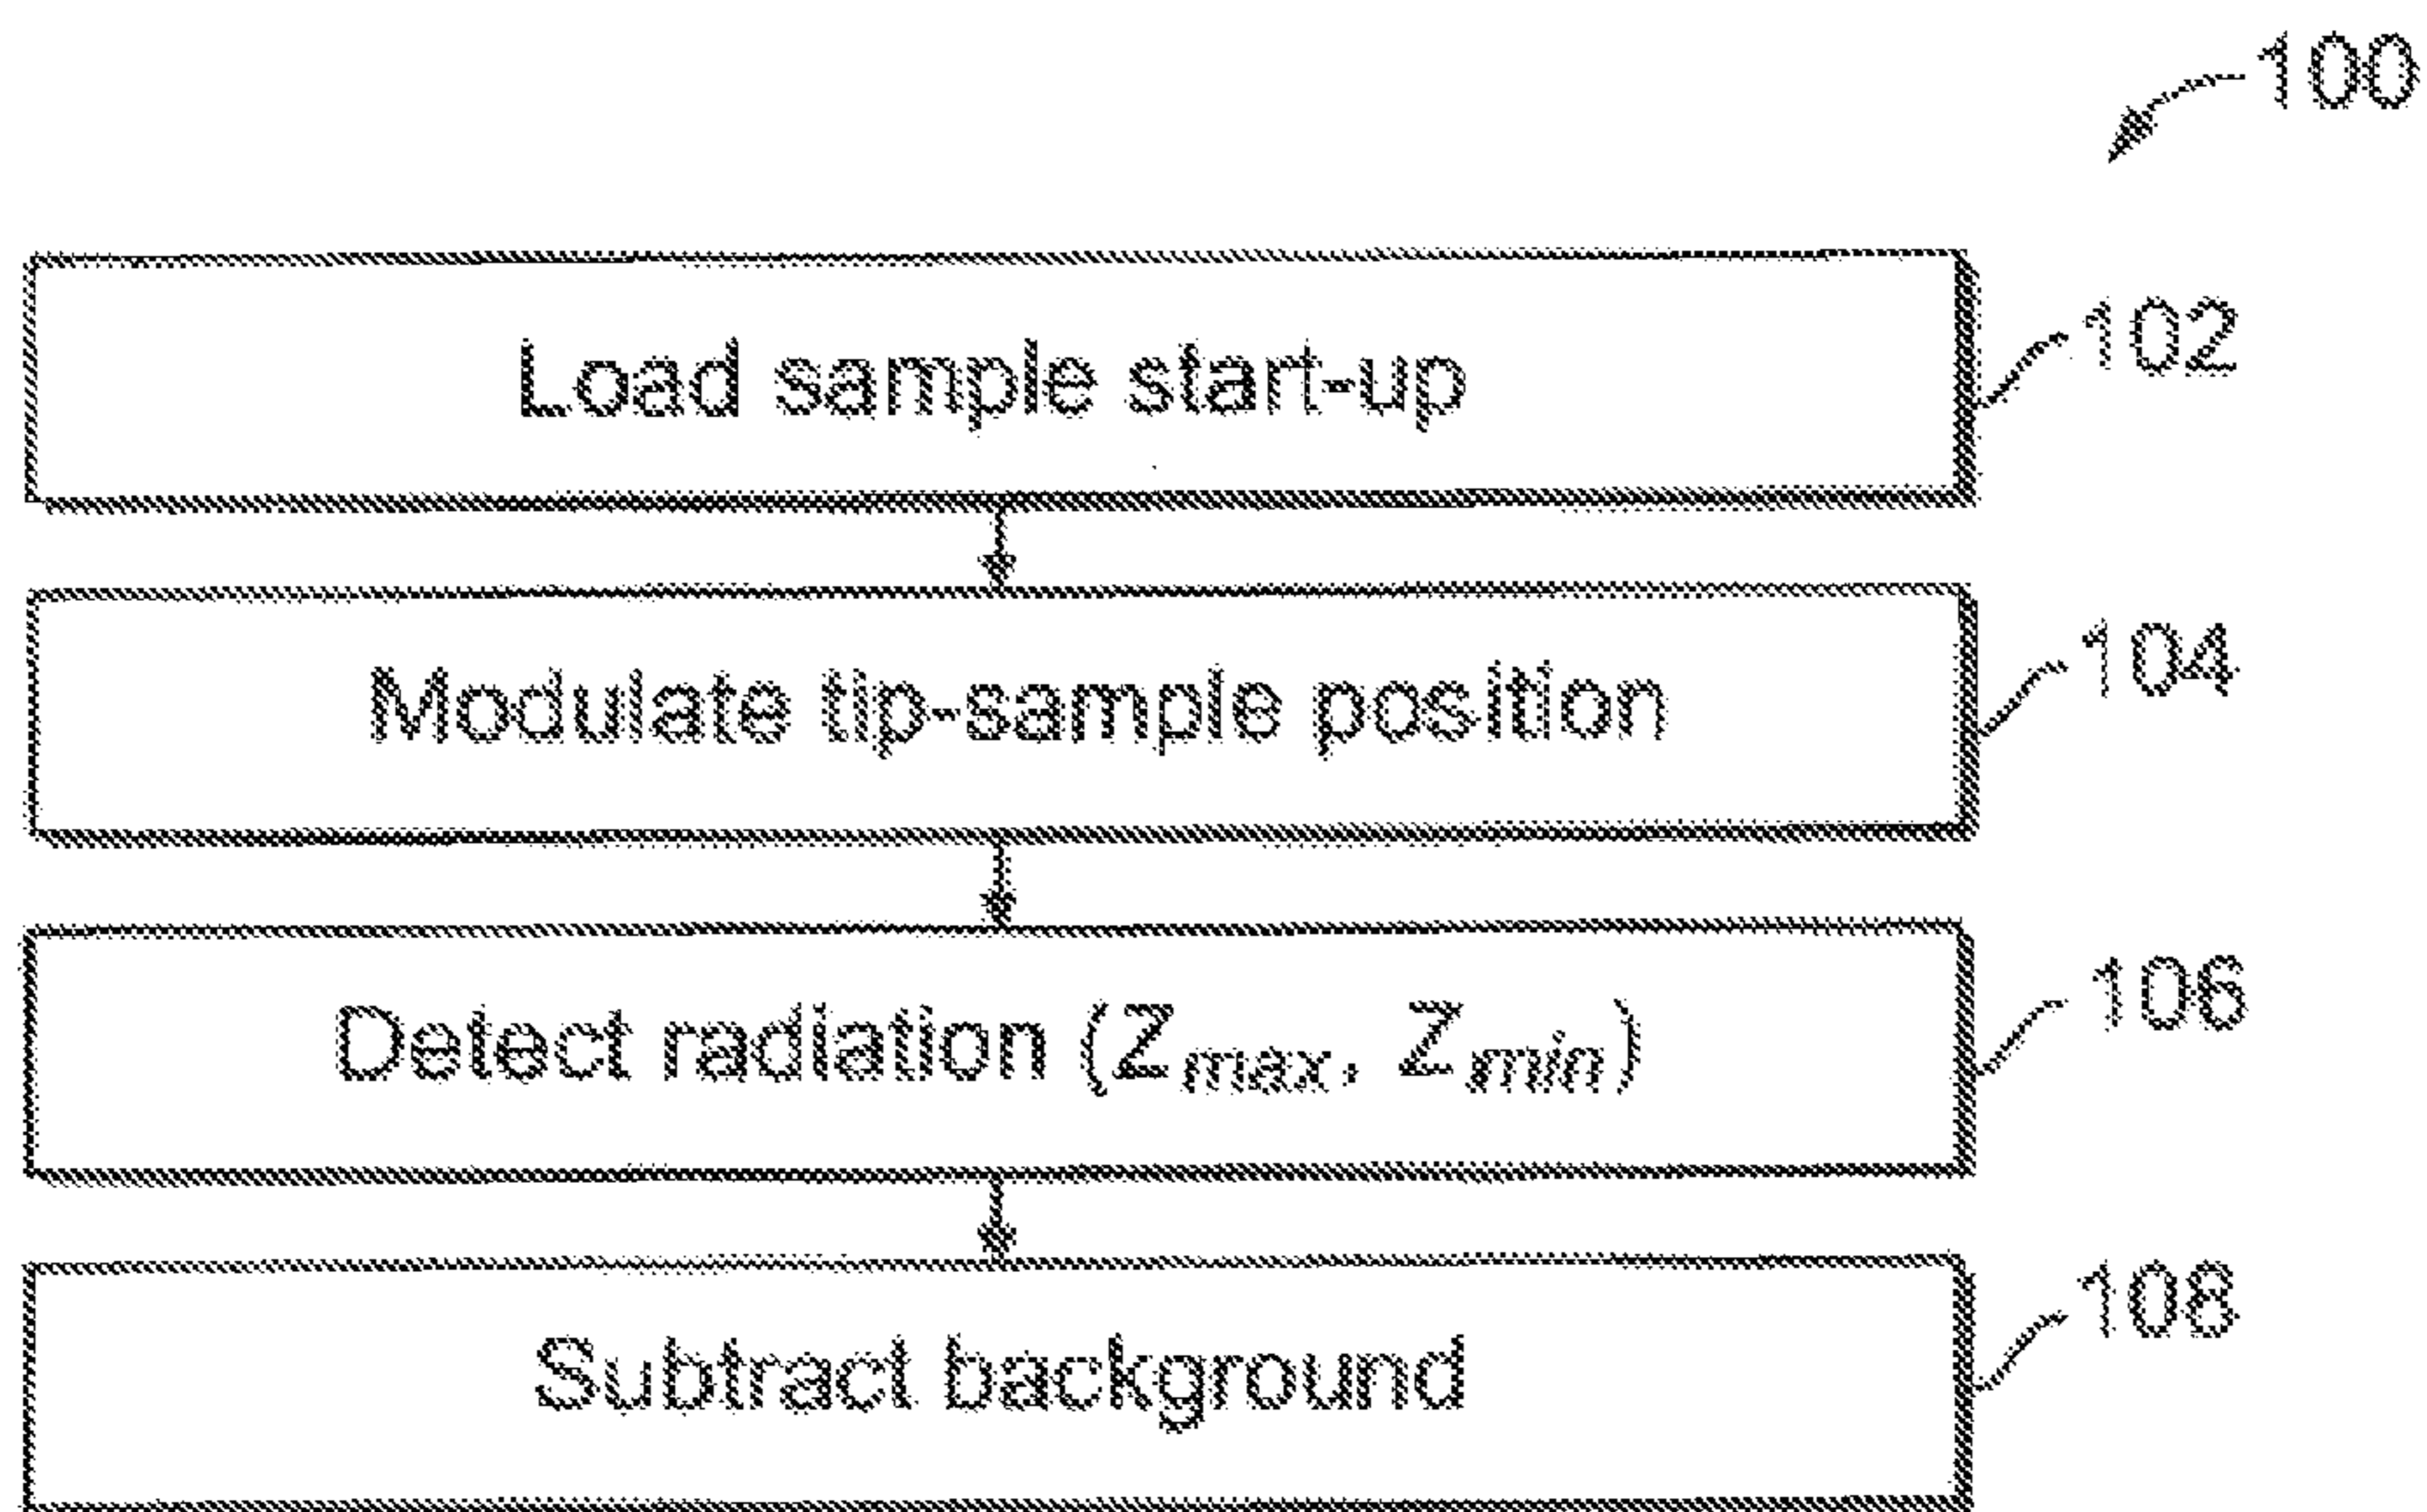 100
Load sample start-up
102
Modulate tip-sample position
104
Detect radiation (Zmax, Zmin)
106
Subtract background
108